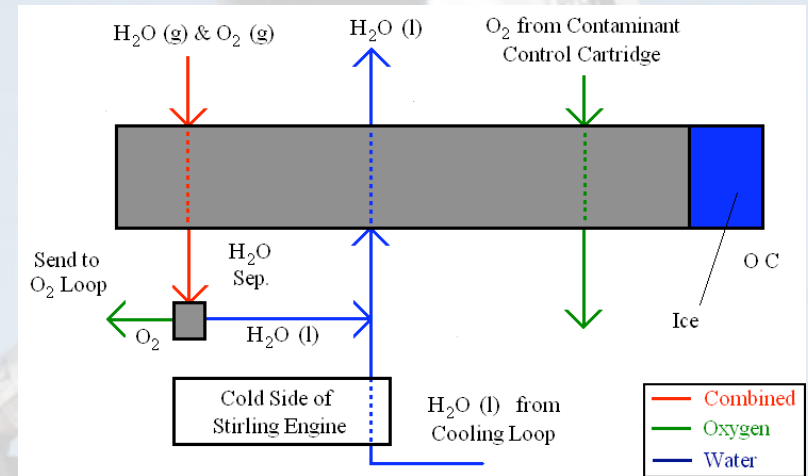 H₂O (g) & O₂ (g)
H₂O (l)
O₂ from Contaminant
Control Cartridge
Send to
O₂ Loop
H₂O
Sep.
O C
Ice
O₂
H₂O (l)
Cold Side of
Stirling Engine
H₂O (l) from
Cooling Loop
Combined
Oxygen
Water